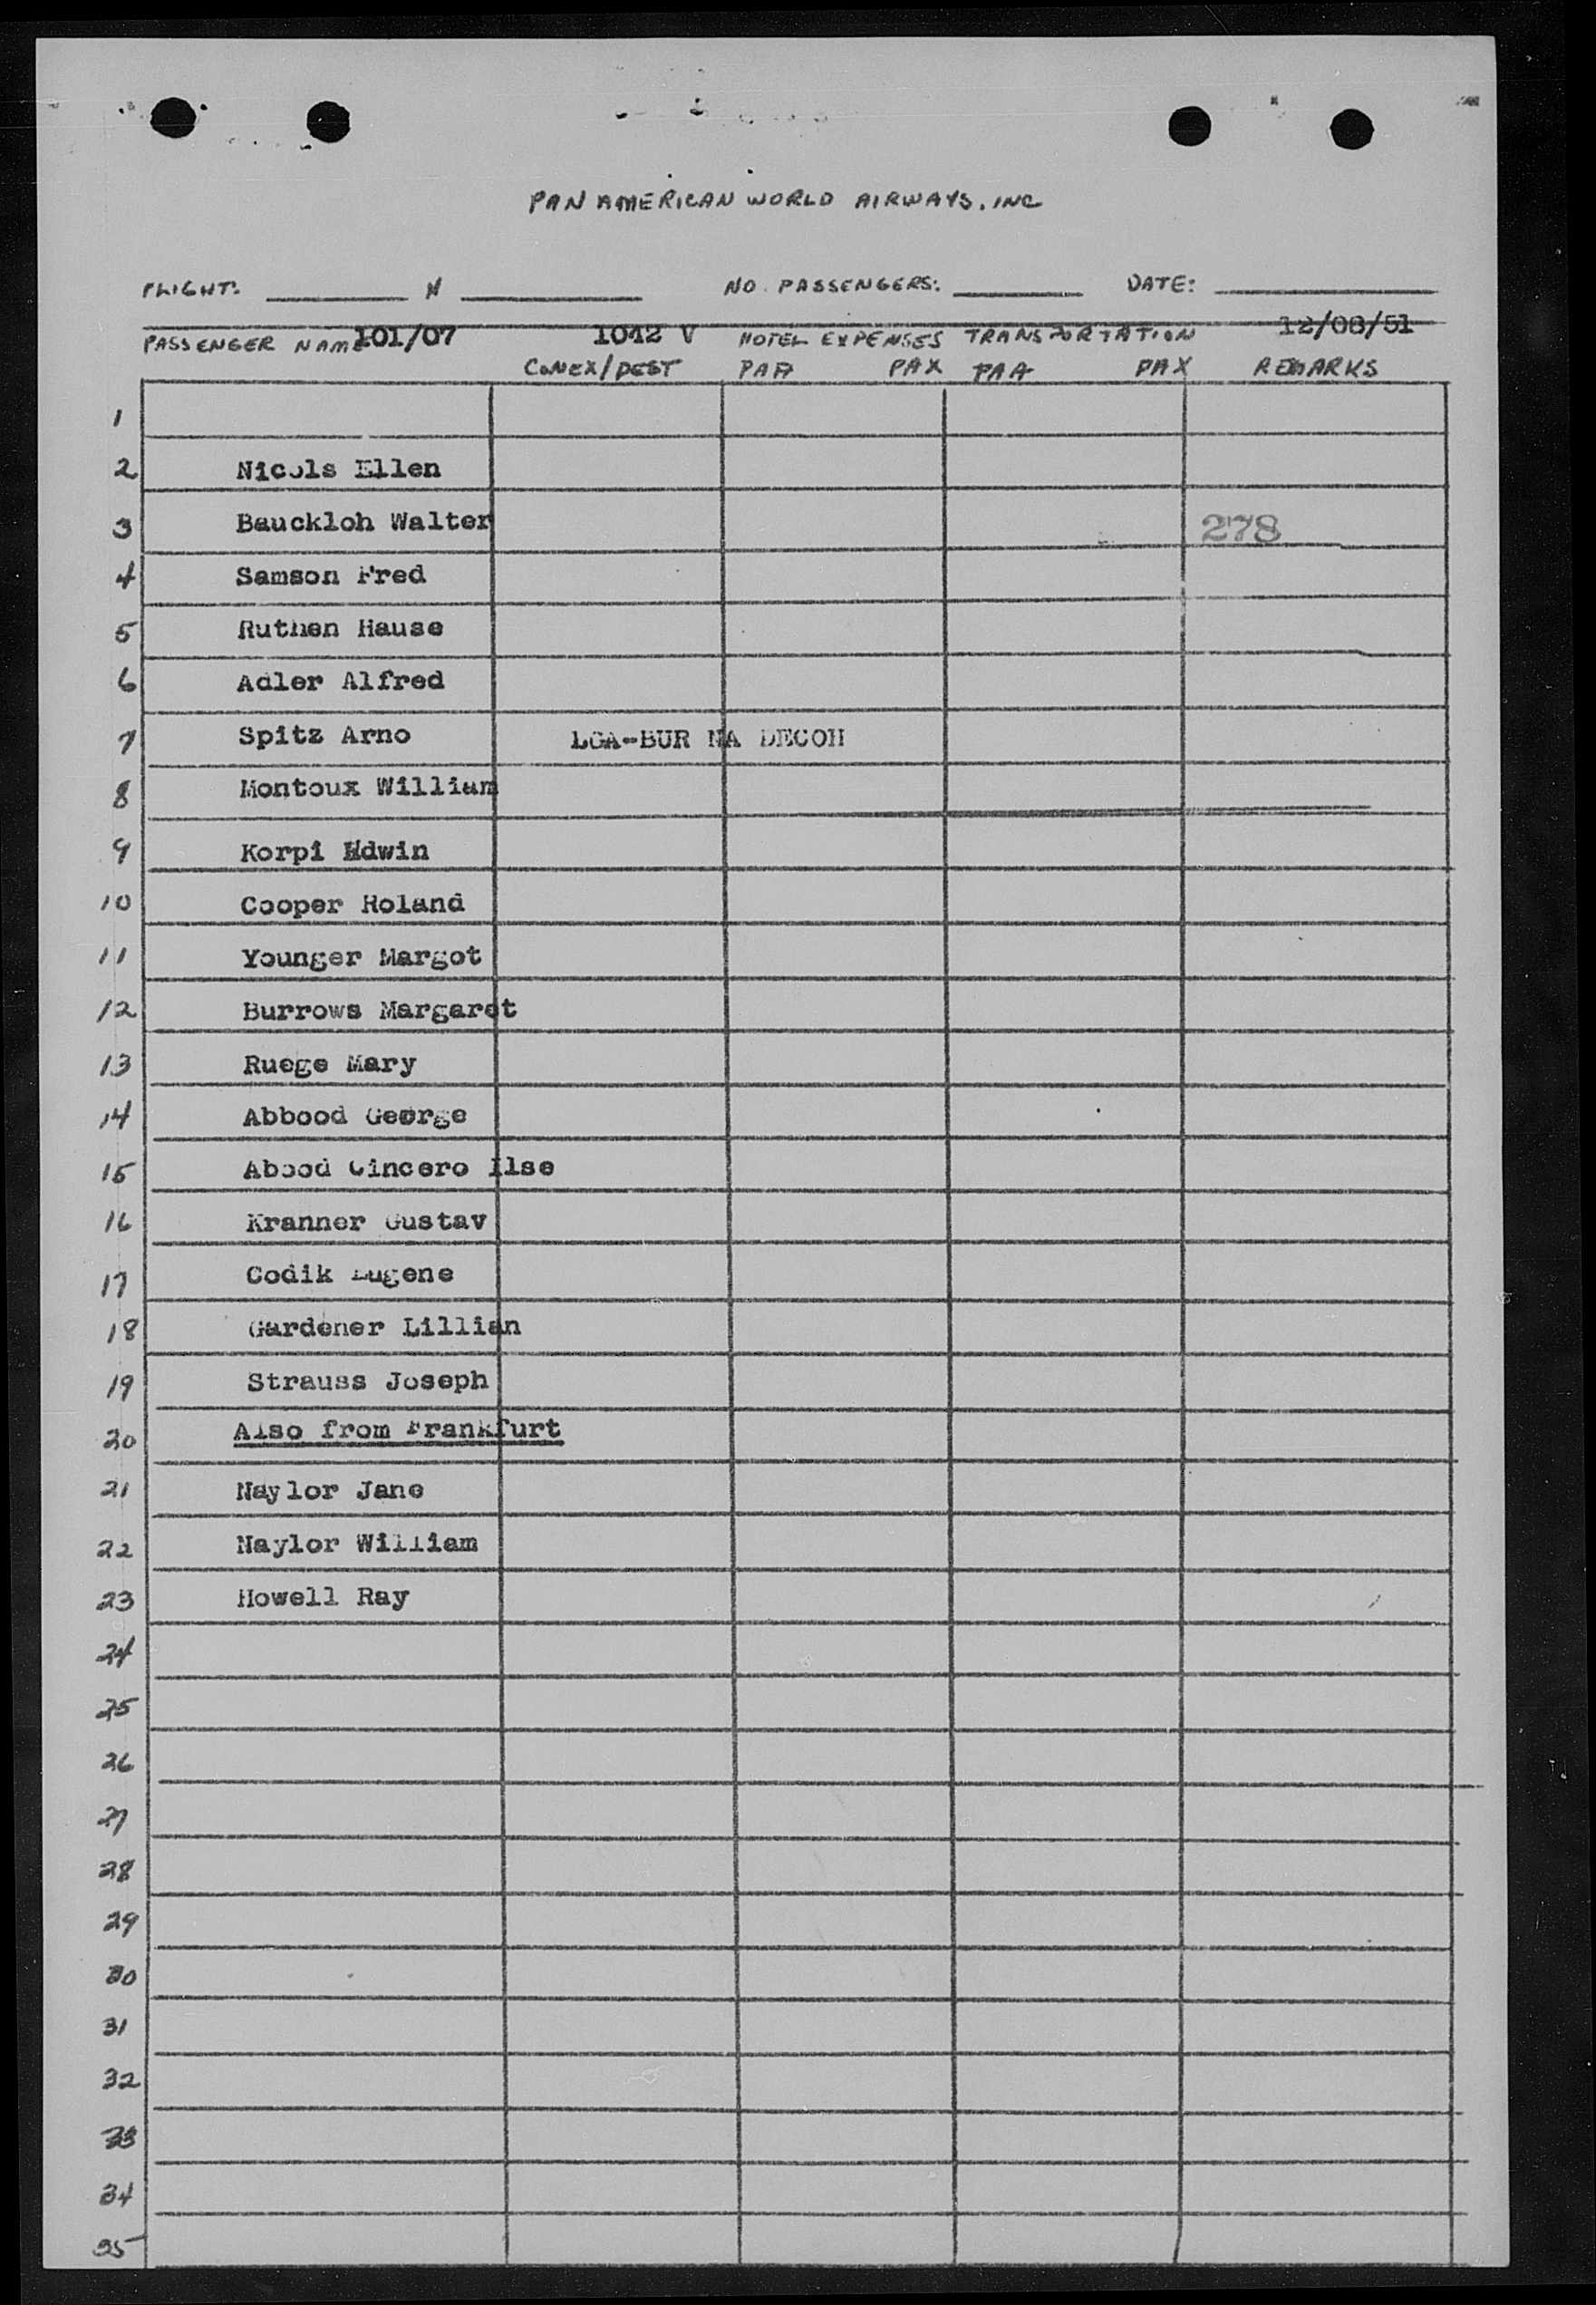 PAN AMERICAN WORLD AIRWAYS, INC
FLIGHT: N NO. PASSENGERS: DATE:
101/07 1042 V 12/08/51
PASSENGER NAME HOTEL EXPENSES TRANSPORTATION
CONEX/DEST PAA PAX PAA PAX REMARKS
1
2 Nicols Ellen
3 Bauckloh Walter 278
4 Samson Fred
5 Ruthen Hause
6 Adler Alfred
7 Spitz Arno LGA-BUR NA DECOH
8 Montoux William
9 Korpi Edwin
10 Cooper Roland
11 Younger Margot
12 Burrows Margaret
13 Ruege Mary
14 Abbood George
15 Abood Cincero Ilse
16 Kranner Gustav
17 Godik Eugene
18 Gardener Lillian
19 Strauss Joseph
20 Also from Frankfurt
21 Naylor Jane
22 Naylor William
23 Howell Ray
24
25
26
27
28
29
30
31
32
33
34
35